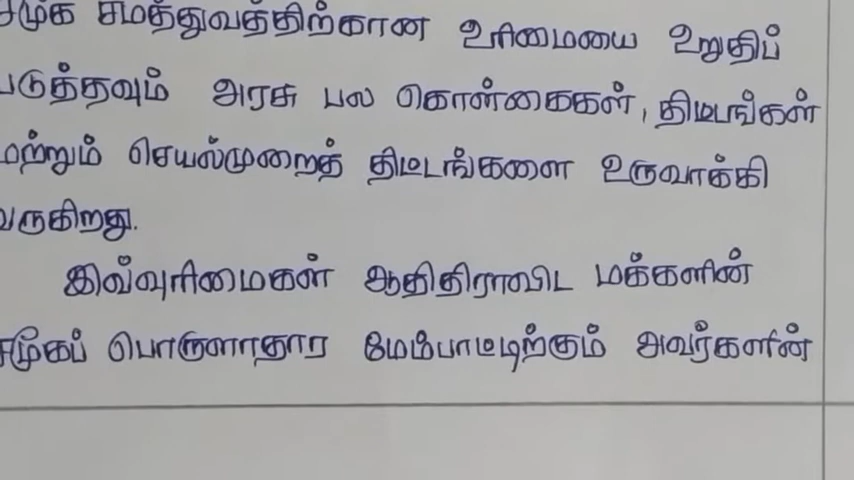 சமூக சமத்துவத்திற்கான உரிமையை உறுதிப்
படுத்தவும் அரசு பல கொள்கைகள், திட்டங்கள்
மற்றும் செயல்முறைத் திட்டங்களை உருவாக்கி
வருகிறது.
இவ்வுரிமைகள் ஆதிதிராவிட மக்களின்
சமூகப் பொருளாதார மேம்பாட்டிற்கும் அவர்களின்